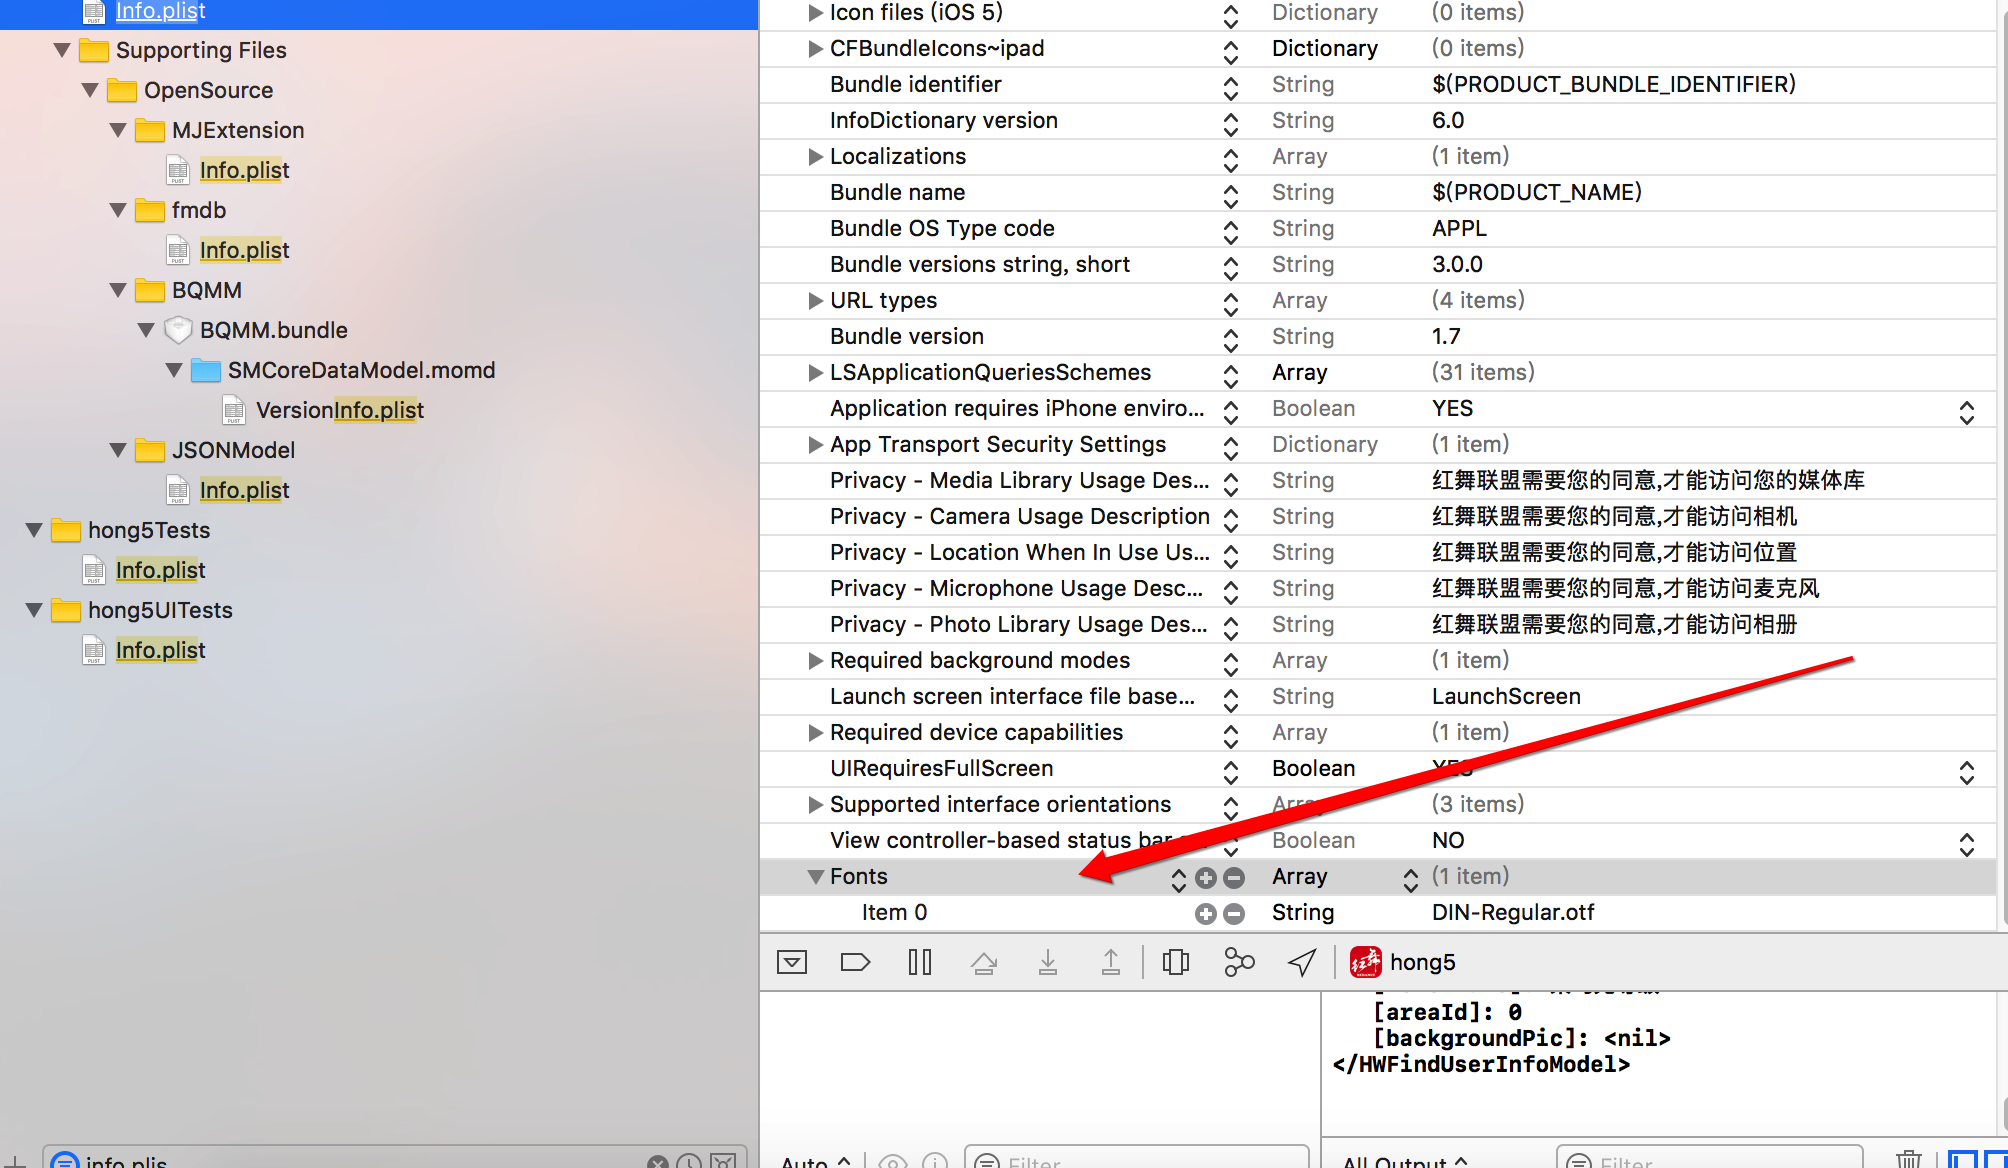 Info.plist
Supporting Files
OpenSource
MJExtension
Info.plist
fmdb
Info.plist
BQMM
BQMM.bundle
SMCoreDataModel.momd
VersionInfo.plist
JSONModel
Info.plist
hong5Tests
Info.plist
hong5UITests
Info.plist
info.plis
Icon files (iOS 5) Dictionary (0 items)
CFBundleIcons~ipad Dictionary (0 items)
Bundle identifier String $(PRODUCT_BUNDLE_IDENTIFIER)
InfoDictionary version String 6.0
Localizations Array (1 item)
Bundle name String $(PRODUCT_NAME)
Bundle OS Type code String APPL
Bundle versions string, short String 3.0.0
URL types Array (4 items)
Bundle version String 1.7
LSApplicationQueriesSchemes Array (31 items)
Application requires iPhone enviro... Boolean YES
App Transport Security Settings Dictionary (1 item)
Privacy - Media Library Usage Des... String 红舞联盟需要您的同意,才能访问您的媒体库
Privacy - Camera Usage Description String 红舞联盟需要您的同意,才能访问相机
Privacy - Location When In Use Us... String 红舞联盟需要您的同意,才能访问位置
Privacy - Microphone Usage Desc... String 红舞联盟需要您的同意,才能访问麦克风
Privacy - Photo Library Usage Des... String 红舞联盟需要您的同意,才能访问相册
Required background modes Array (1 item)
Launch screen interface file base... String LaunchScreen
Required device capabilities Array (1 item)
UIRequiresFullScreen Boolean YES
Supported interface orientations Array (3 items)
View controller-based status bar Boolean NO
Fonts Array (1 item)
Item 0 String DIN-Regular.otf
红舞 hong5
[areaId]: 0
[backgroundPic]: <nil>
</HWFindUserInfoModel>
Auto Filter All Output Filter